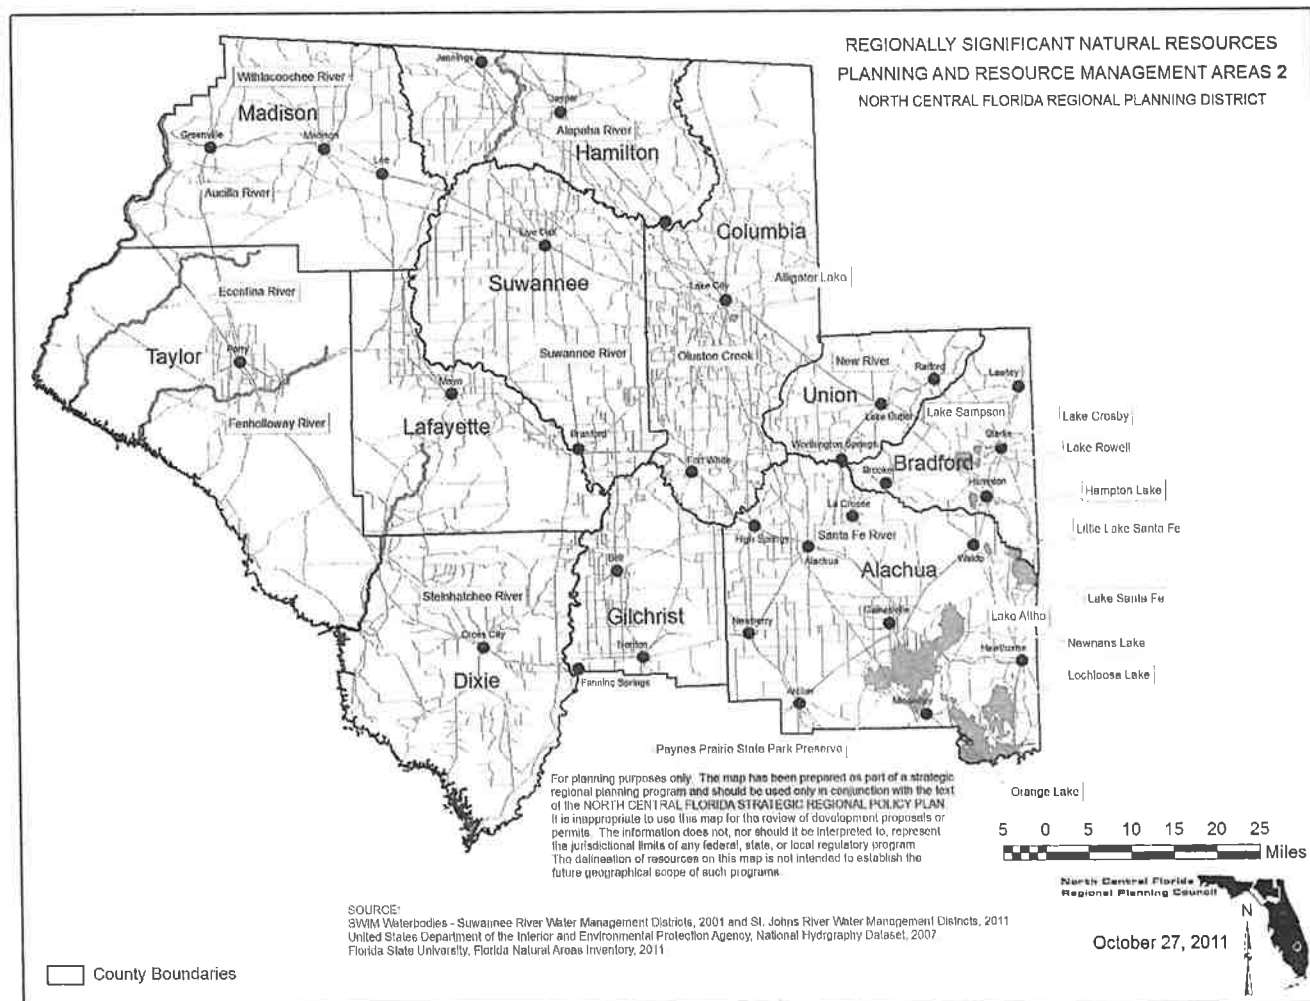 REGIONALLY SIGNIFICANT NATURAL RESOURCES
PLANNING AND RESOURCE MANAGEMENT AREAS 2
NORTH CENTRAL FLORIDA REGIONAL PLANNING DISTRICT
Jennings
Withlacoochee River
Madison
Jasper
Alapaha River
Hamilton
Greenville
Madison
Lee
Aucilla River
Columbia
Live Oak
Suwannee
Alligator Lake
Lake City
Econfina River
Taylor
Perry
Suwannee River
Olustee Creek
New River
Raiford
Lawtey
Mayo
Union
Lake Butler
Lake Sampson
Lake Crosby
Fenholloway River
Lafayette
Branford
Worthington Springs
Starke
Lake Rowell
Fort White
Brooker
Bradford
Hampton
Hampton Lake
La Crosse
High Springs
Santa Fe River
Little Lake Santa Fe
Alachua
Waldo
Bell
Alachua
Steinhatchee River
Lake Santa Fe
Gilchrist
Gainesville
Lake Altho
Cross City
Newberry
Newnans Lake
Trenton
Hawthorne
Dixie
Fanning Springs
Lochloosa Lake
Archer
Micanopy
Paynes Prairie State Park Preserve
For planning purposes only. The map has been prepared as part of a strategic
regional planning program and should be used only in conjunction with the text
of the NORTH CENTRAL FLORIDA STRATEGIC REGIONAL POLICY PLAN
It is inappropriate to use this map for the review of development proposals or
permits. The information does not, nor should it be interpreted to, represent
the jurisdictional limits of any federal, state, or local regulatory program
The delineation of resources on this map is not intended to establish the
future geographical scope of such programs.
Orange Lake
5 0 5 10 15 20 25
Miles
North Central Florida
Regional Planning Council
N
October 27, 2011
SOURCE:
SWIM Waterbodies - Suwannee River Water Management Districts, 2001 and St. Johns River Water Management Districts, 2011
United States Department of the Interior and Environmental Protection Agency, National Hydrgraphy Dataset, 2007
Florida State University, Florida Natural Areas Inventory, 2011
County Boundaries